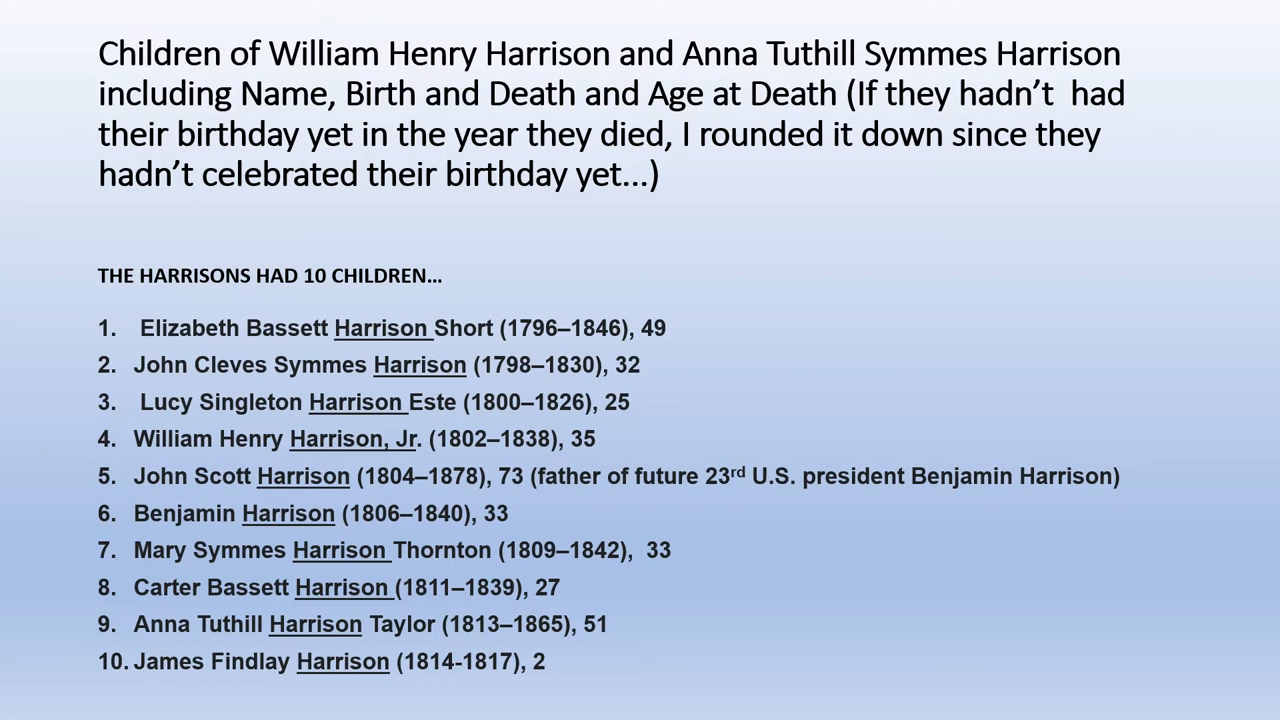 Children of William Henry Harrison and Anna Tuthill Symmes Harrison
including Name, Birth and Death and Age at Death (If they hadn’t  had
their birthday yet in the year they died, I rounded it down since they
hadn’t celebrated their birthday yet…)
THE HARRISONS HAD 10 CHILDREN…
1. Elizabeth Bassett Harrison Short (1796–1846), 49
2. John Cleves Symmes Harrison (1798–1830), 32
3. Lucy Singleton Harrison Este (1800–1826), 25
4. William Henry Harrison, Jr. (1802–1838), 35
5. John Scott Harrison (1804–1878), 73 (father of future 23rd U.S. president Benjamin Harrison)
6. Benjamin Harrison (1806–1840), 33
7. Mary Symmes Harrison Thornton (1809–1842),  33
8. Carter Bassett Harrison (1811–1839), 27
9. Anna Tuthill Harrison Taylor (1813–1865), 51
10. James Findlay Harrison (1814-1817), 2